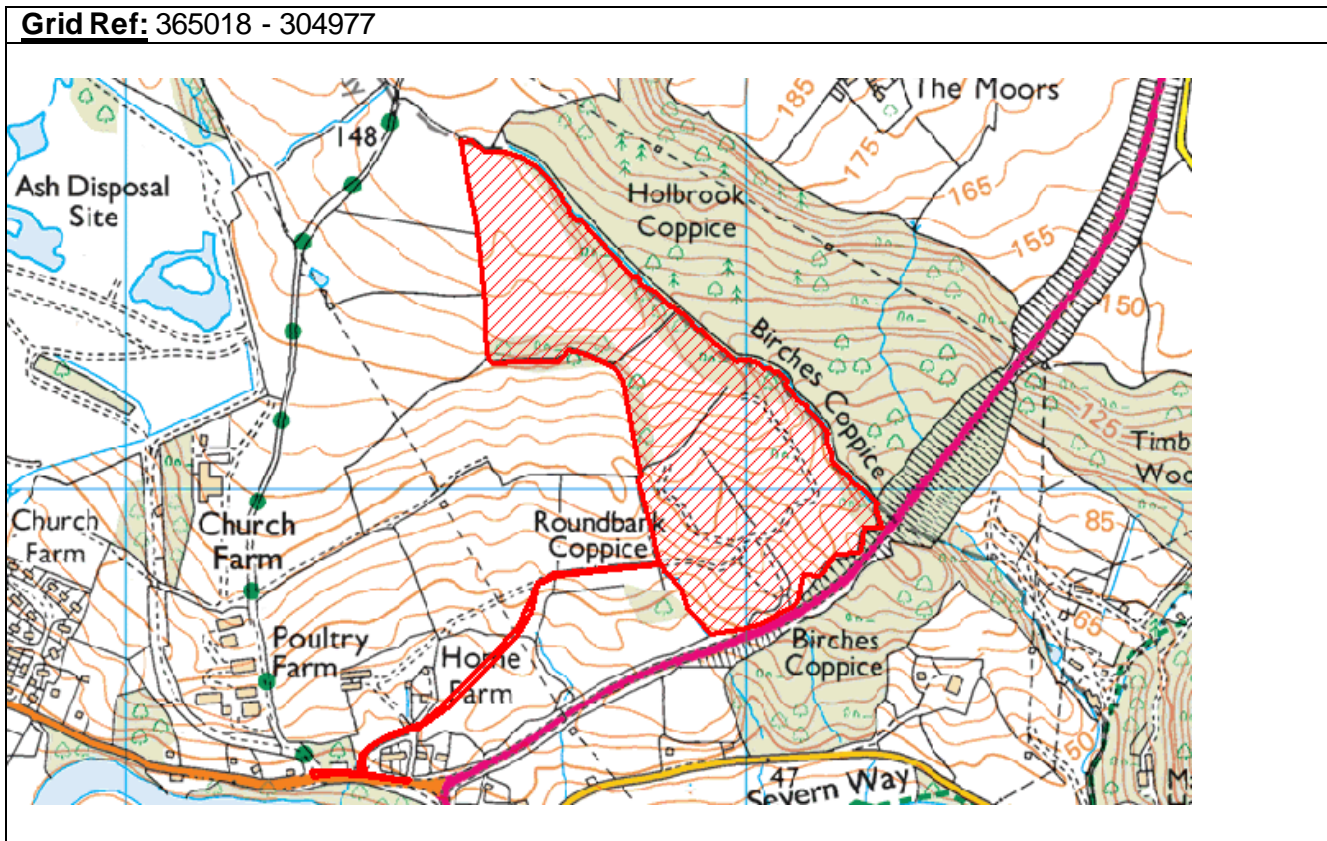 Grid Ref: 365018 - 304977
The Moors
185
148
175
Ash Disposal
Site
165
Holbrook
Coppice
155
150
Birches
Coppice
125
Timb
Woo
Church
Farm
Church
Farm
Roundbank
Coppice
85
Poultry
Farm
Home
Farm
65
Birches
Coppice
50
47
Severn Way